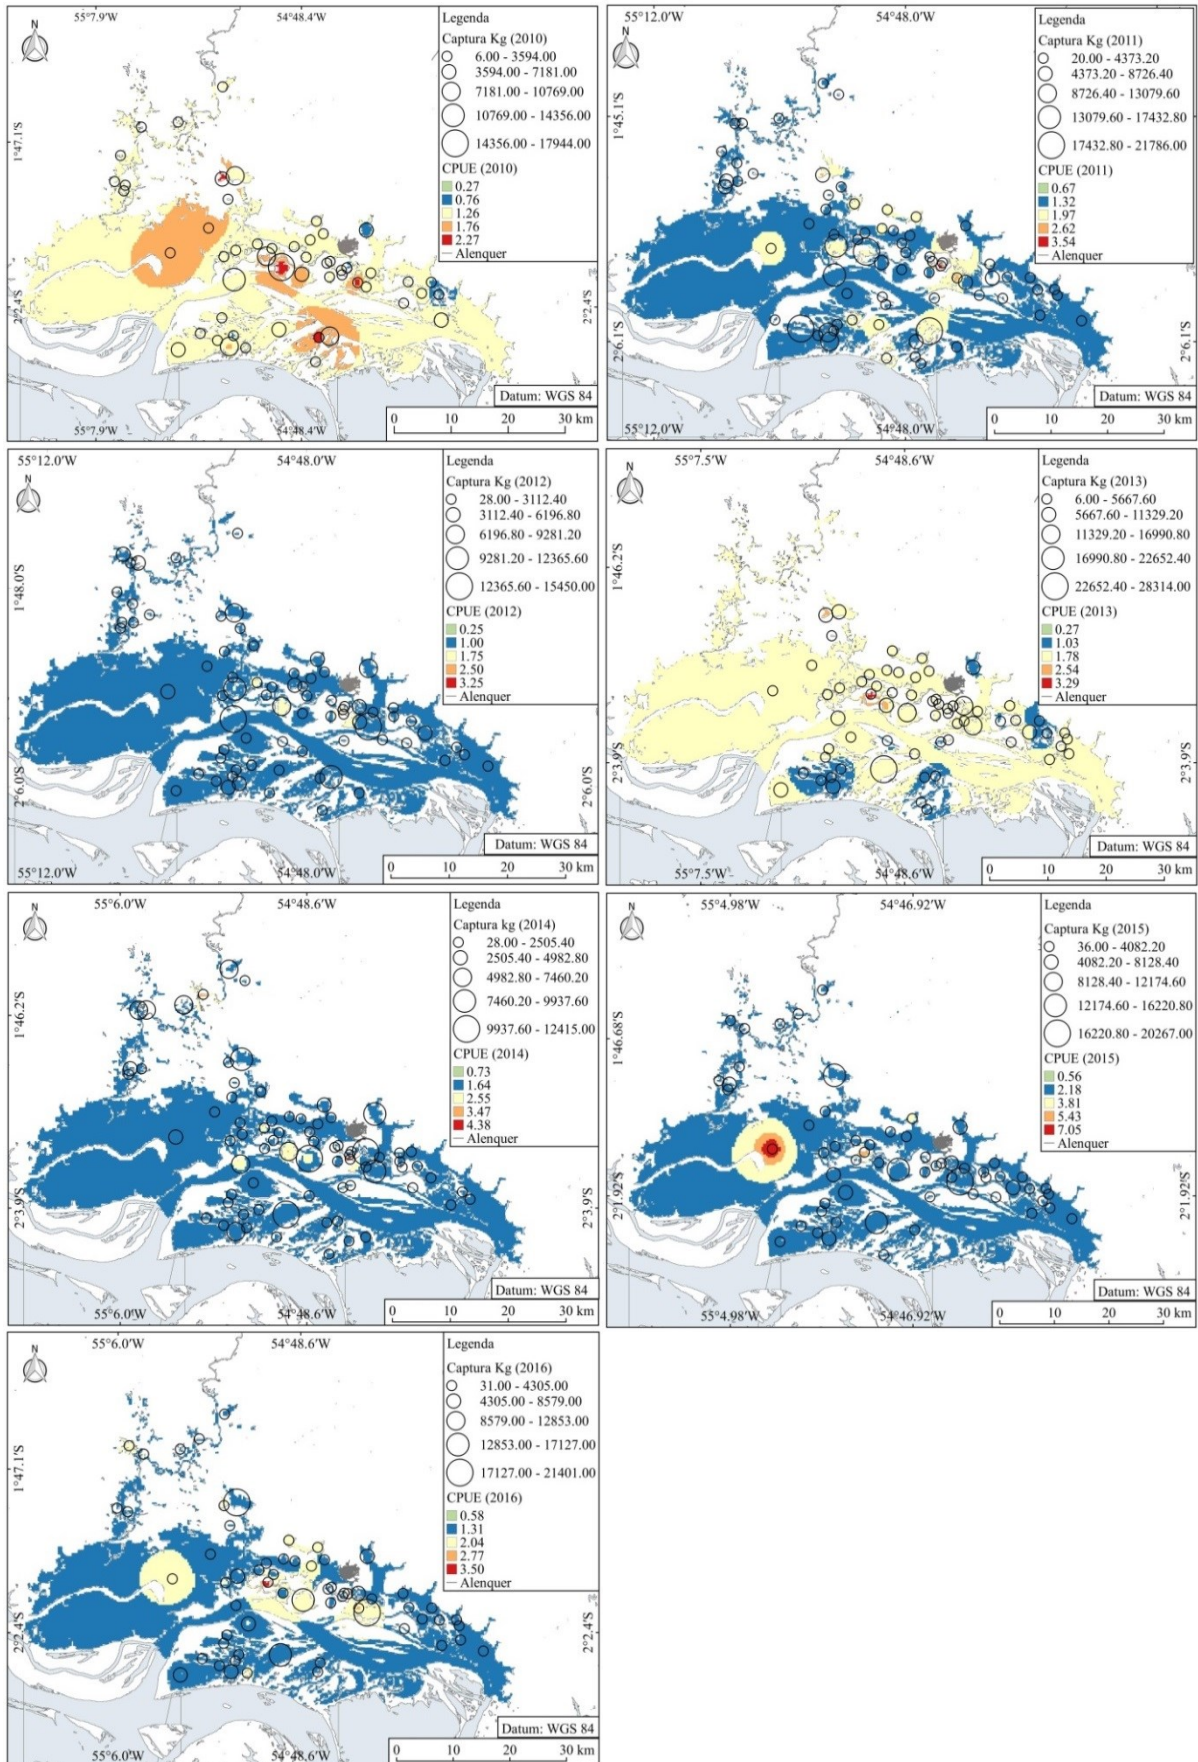 55°7.9'W
54°48.4'W
N
1°47.1'S
2°2.4'S
2°2.4'S
55°7.9'W
54°48.4'W
Legenda
Captura Kg (2010)
6.00 - 3594.00
3594.00 - 7181.00
7181.00 - 10769.00
10769.00 - 14356.00
14356.00 - 17944.00
CPUE (2010)
0.27
0.76
1.26
1.76
2.27
Alenquer
Datum: WGS 84
0 10 20 30 km
55°12.0'W
54°48.0'W
N
1°45.1'S
2°6.1'S
2°6.1'S
55°12.0'W
54°48.0'W
Legenda
Captura Kg (2011)
20.00 - 4373.20
4373.20 - 8726.40
8726.40 - 13079.60
13079.60 - 17432.80
17432.80 - 21786.00
CPUE (2011)
0.67
1.32
1.97
2.62
3.54
Alenquer
Datum: WGS 84
0 10 20 30 km
55°12.0'W
54°48.0'W
N
1°48.0'S
2°6.0'S
2°6.0'S
55°12.0'W
54°48.0'W
Legenda
Captura Kg (2012)
28.00 - 3112.40
3112.40 - 6196.80
6196.80 - 9281.20
9281.20 - 12365.60
12365.60 - 15450.00
CPUE (2012)
0.25
1.00
1.75
2.50
3.25
Alenquer
Datum: WGS 84
0 10 20 30 km
55°7.5'W
54°48.6'W
N
1°46.2'S
2°3.9'S
2°3.9'S
55°7.5'W
54°48.6'W
Legenda
Captura Kg (2013)
6.00 - 5667.60
5667.60 - 11329.20
11329.20 - 16990.80
16990.80 - 22652.40
22652.40 - 28314.00
CPUE (2013)
0.27
1.03
1.78
2.54
3.29
Alenquer
Datum: WGS 84
0 10 20 30 km
55°6.0'W
54°48.6'W
N
1°46.2'S
2°3.9'S
2°3.9'S
55°6.0'W
54°48.6'W
Legenda
Captura kg (2014)
28.00 - 2505.40
2505.40 - 4982.80
4982.80 - 7460.20
7460.20 - 9937.60
9937.60 - 12415.00
CPUE (2014)
0.73
1.64
2.55
3.47
4.38
Alenquer
Datum: WGS 84
0 10 20 30 km
55°4.98'W
54°46.92'W
N
1°46.68'S
2°1.92'S
2°1.92'S
55°4.98'W
54°46.92'W
Legenda
Captura Kg (2015)
36.00 - 4082.20
4082.20 - 8128.40
8128.40 - 12174.60
12174.60 - 16220.80
16220.80 - 20267.00
CPUE (2015)
0.56
2.18
3.81
5.43
7.05
Alenquer
Datum: WGS 84
0 10 20 30 km
55°6.0'W
54°48.6'W
N
1°47.1'S
2°2.4'S
2°2.4'S
55°6.0'W
54°48.6'W
Legenda
Captura Kg (2016)
31.00 - 4305.00
4305.00 - 8579.00
8579.00 - 12853.00
12853.00 - 17127.00
17127.00 - 21401.00
CPUE (2016)
0.58
1.31
2.04
2.77
3.50
Alenquer
Datum: WGS 84
0 10 20 30 km